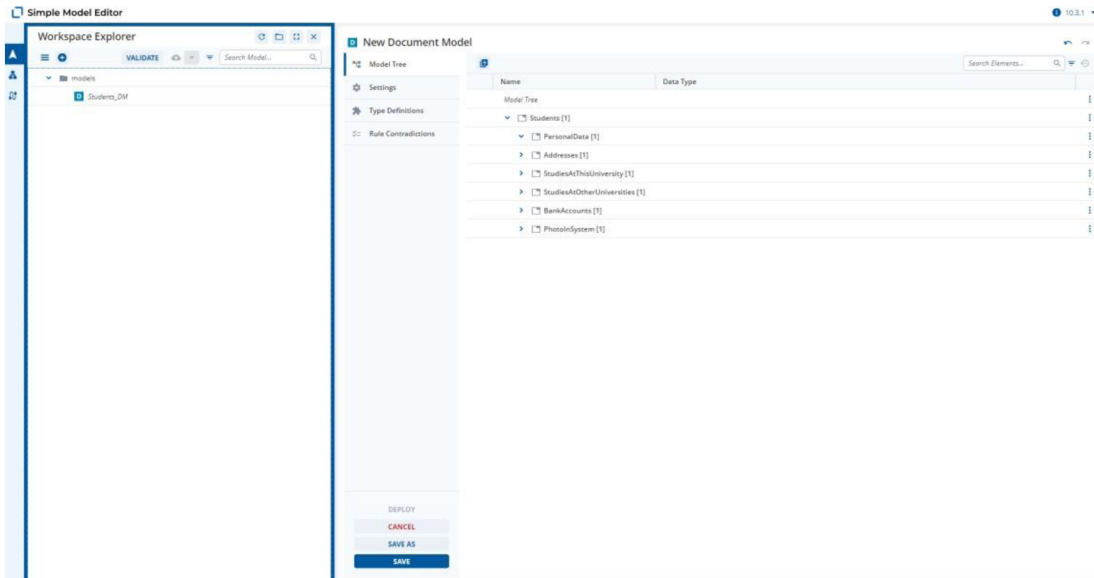 Simple Model Editor
10.3.1
Workspace Explorer
VALIDATE
Search Model...
models
Students_DM
New Document Model
Model Tree
Settings
Type Definitions
Rule Contradictions
DEPLOY
CANCEL
SAVE AS
SAVE
Search Elements...
Name Data Type
Model Tree
Students [1]
PersonalData [1]
Addresses [1]
StudiesAtThisUniversity [1]
StudiesAtOtherUniversities [1]
BankAccounts [1]
PhotoInSystem [1]